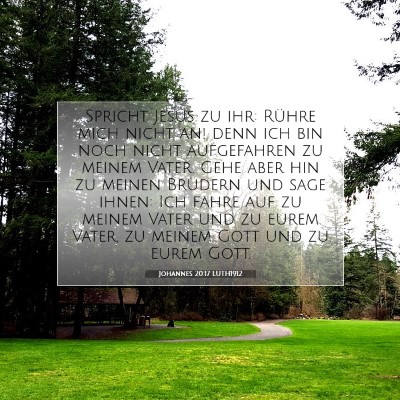 Spricht Jesus zu ihr: Rühre
mich nicht an! denn ich bin
noch nicht aufgefahren zu
meinem Vater. Gehe aber hin
zu meinen Brüdern und sage
ihnen: Ich fahre auf zu
meinem Vater und zu eurem
Vater, zu meinem Gott und zu
eurem Gott.
Johannes 20:17 LUTH1912